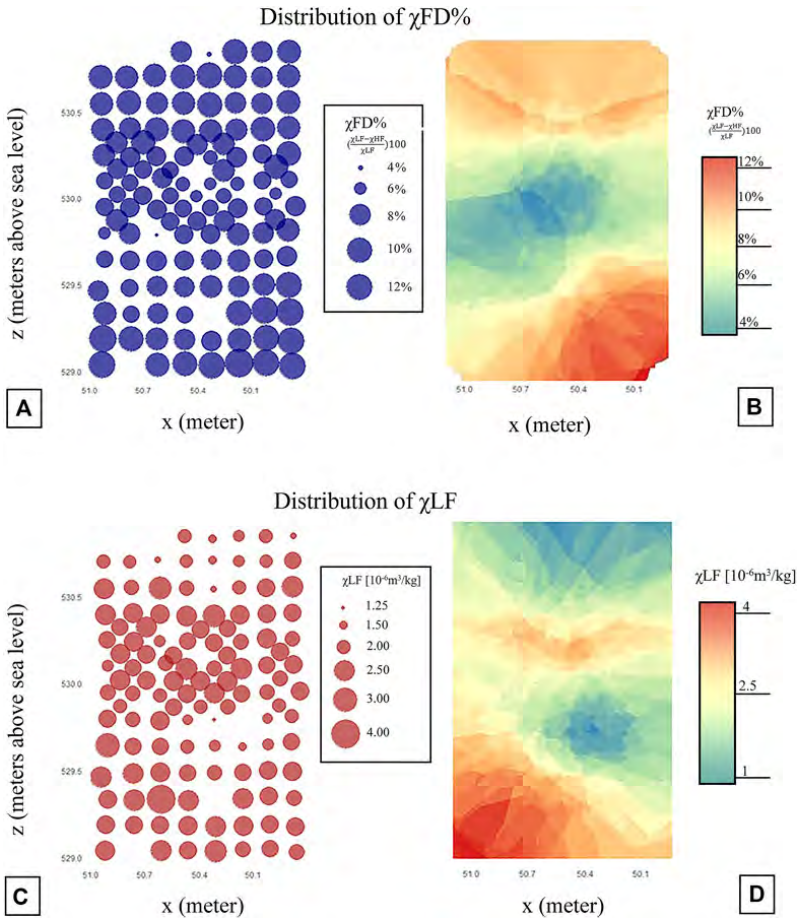 Distribution of χFD%
530.5
530.0
529.5
529.0
z (meters above sea level)
51.0 50.7 50.4 50.1
x (meter)
A
χFD%
(χLF−χHF/χLF)100
4%
6%
8%
10%
12%
51.0 50.7 50.4 50.1
x (meter)
B
χFD%
(χLF−χHF/χLF)100
12%
10%
8%
6%
4%
Distribution of χLF
530.5
530.0
529.5
529.0
z (meters above sea level)
51.0 50.7 50.4 50.1
x (meter)
C
χLF [10⁻⁶m³/kg]
1.25
1.50
2.00
2.50
3.00
4.00
51.0 50.7 50.4 50.1
x (meter)
D
χLF [10⁻⁶m³/kg]
4
2.5
1